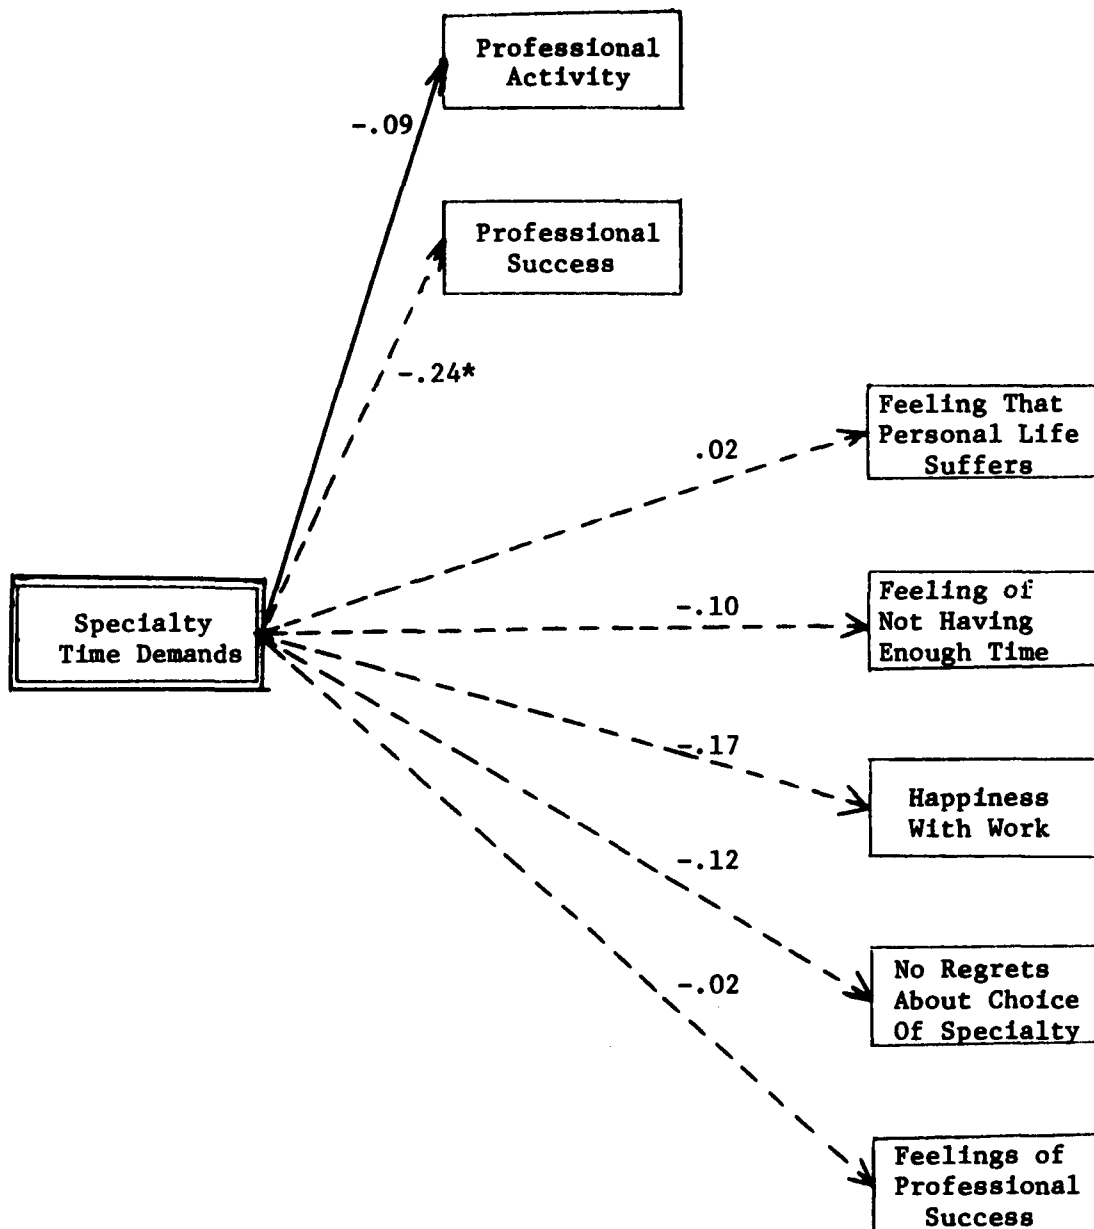 Professional
Activity
-.09
Professional
Success
-.24*
Feeling That
Personal Life
Suffers
.02
Specialty
Time Demands
Feeling of
Not Having
Enough Time
-.10
-.17
Happiness
With Work
-.12
No Regrets
About Choice
Of Specialty
-.02
Feelings of
Professional
Success